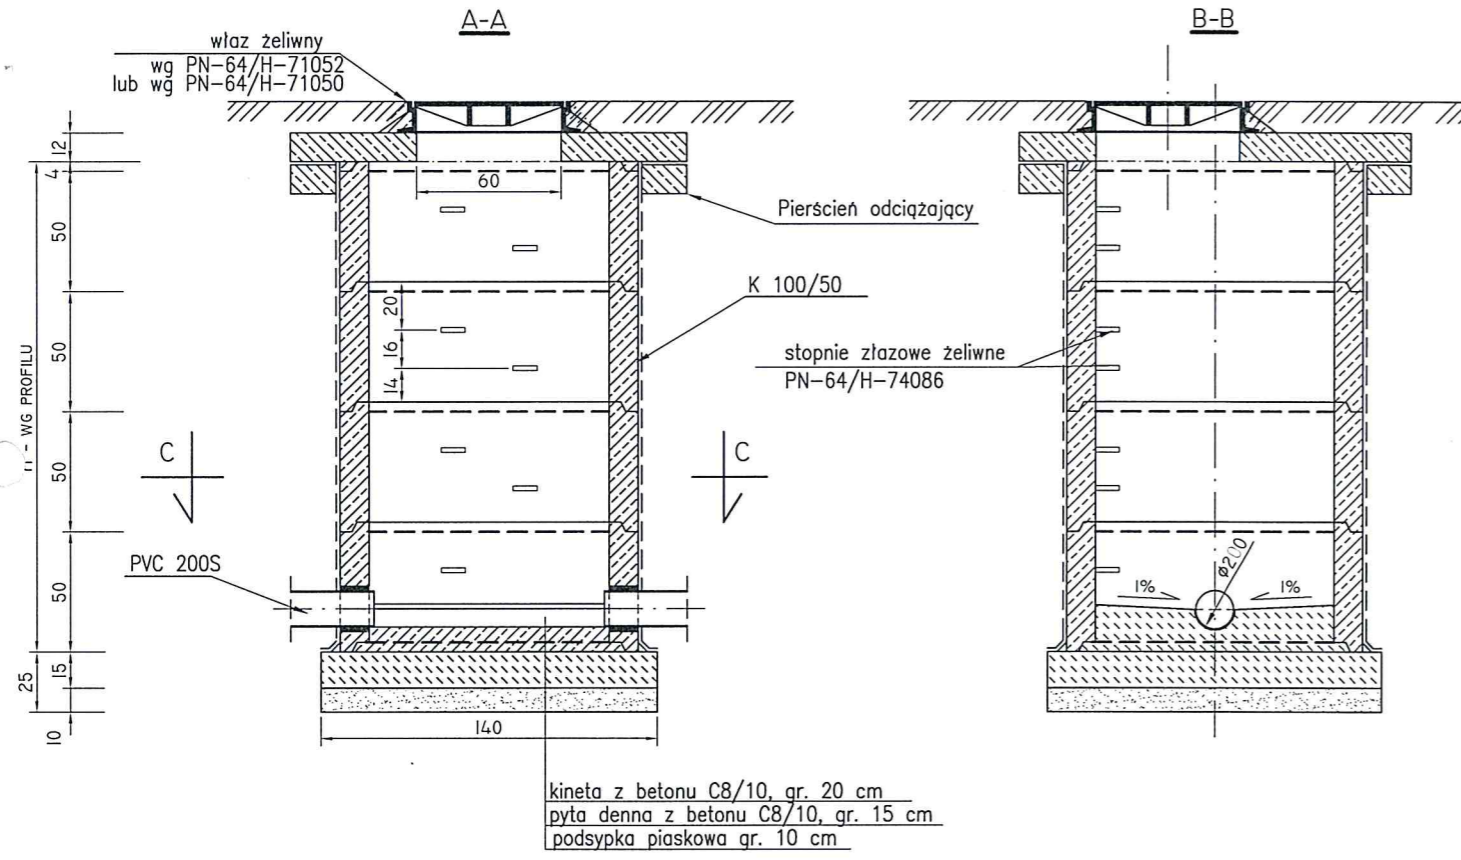 A-A
B-B
właz żeliwny
wg PN-64/H-71052
lub wg PN-64/H-71050
12
4
50
50
50
50
- WG PROFILU
25
15
10
60
Pierścień odciążający
K 100/50
20
16
14
stopnie złazowe żeliwne
PN-64/H-74086
C
C
PVC 200S
1%
1%
ø200
140
kineta z betonu C8/10, gr. 20 cm
pyta denna z betonu C8/10, gr. 15 cm
podsypka piaskowa gr. 10 cm